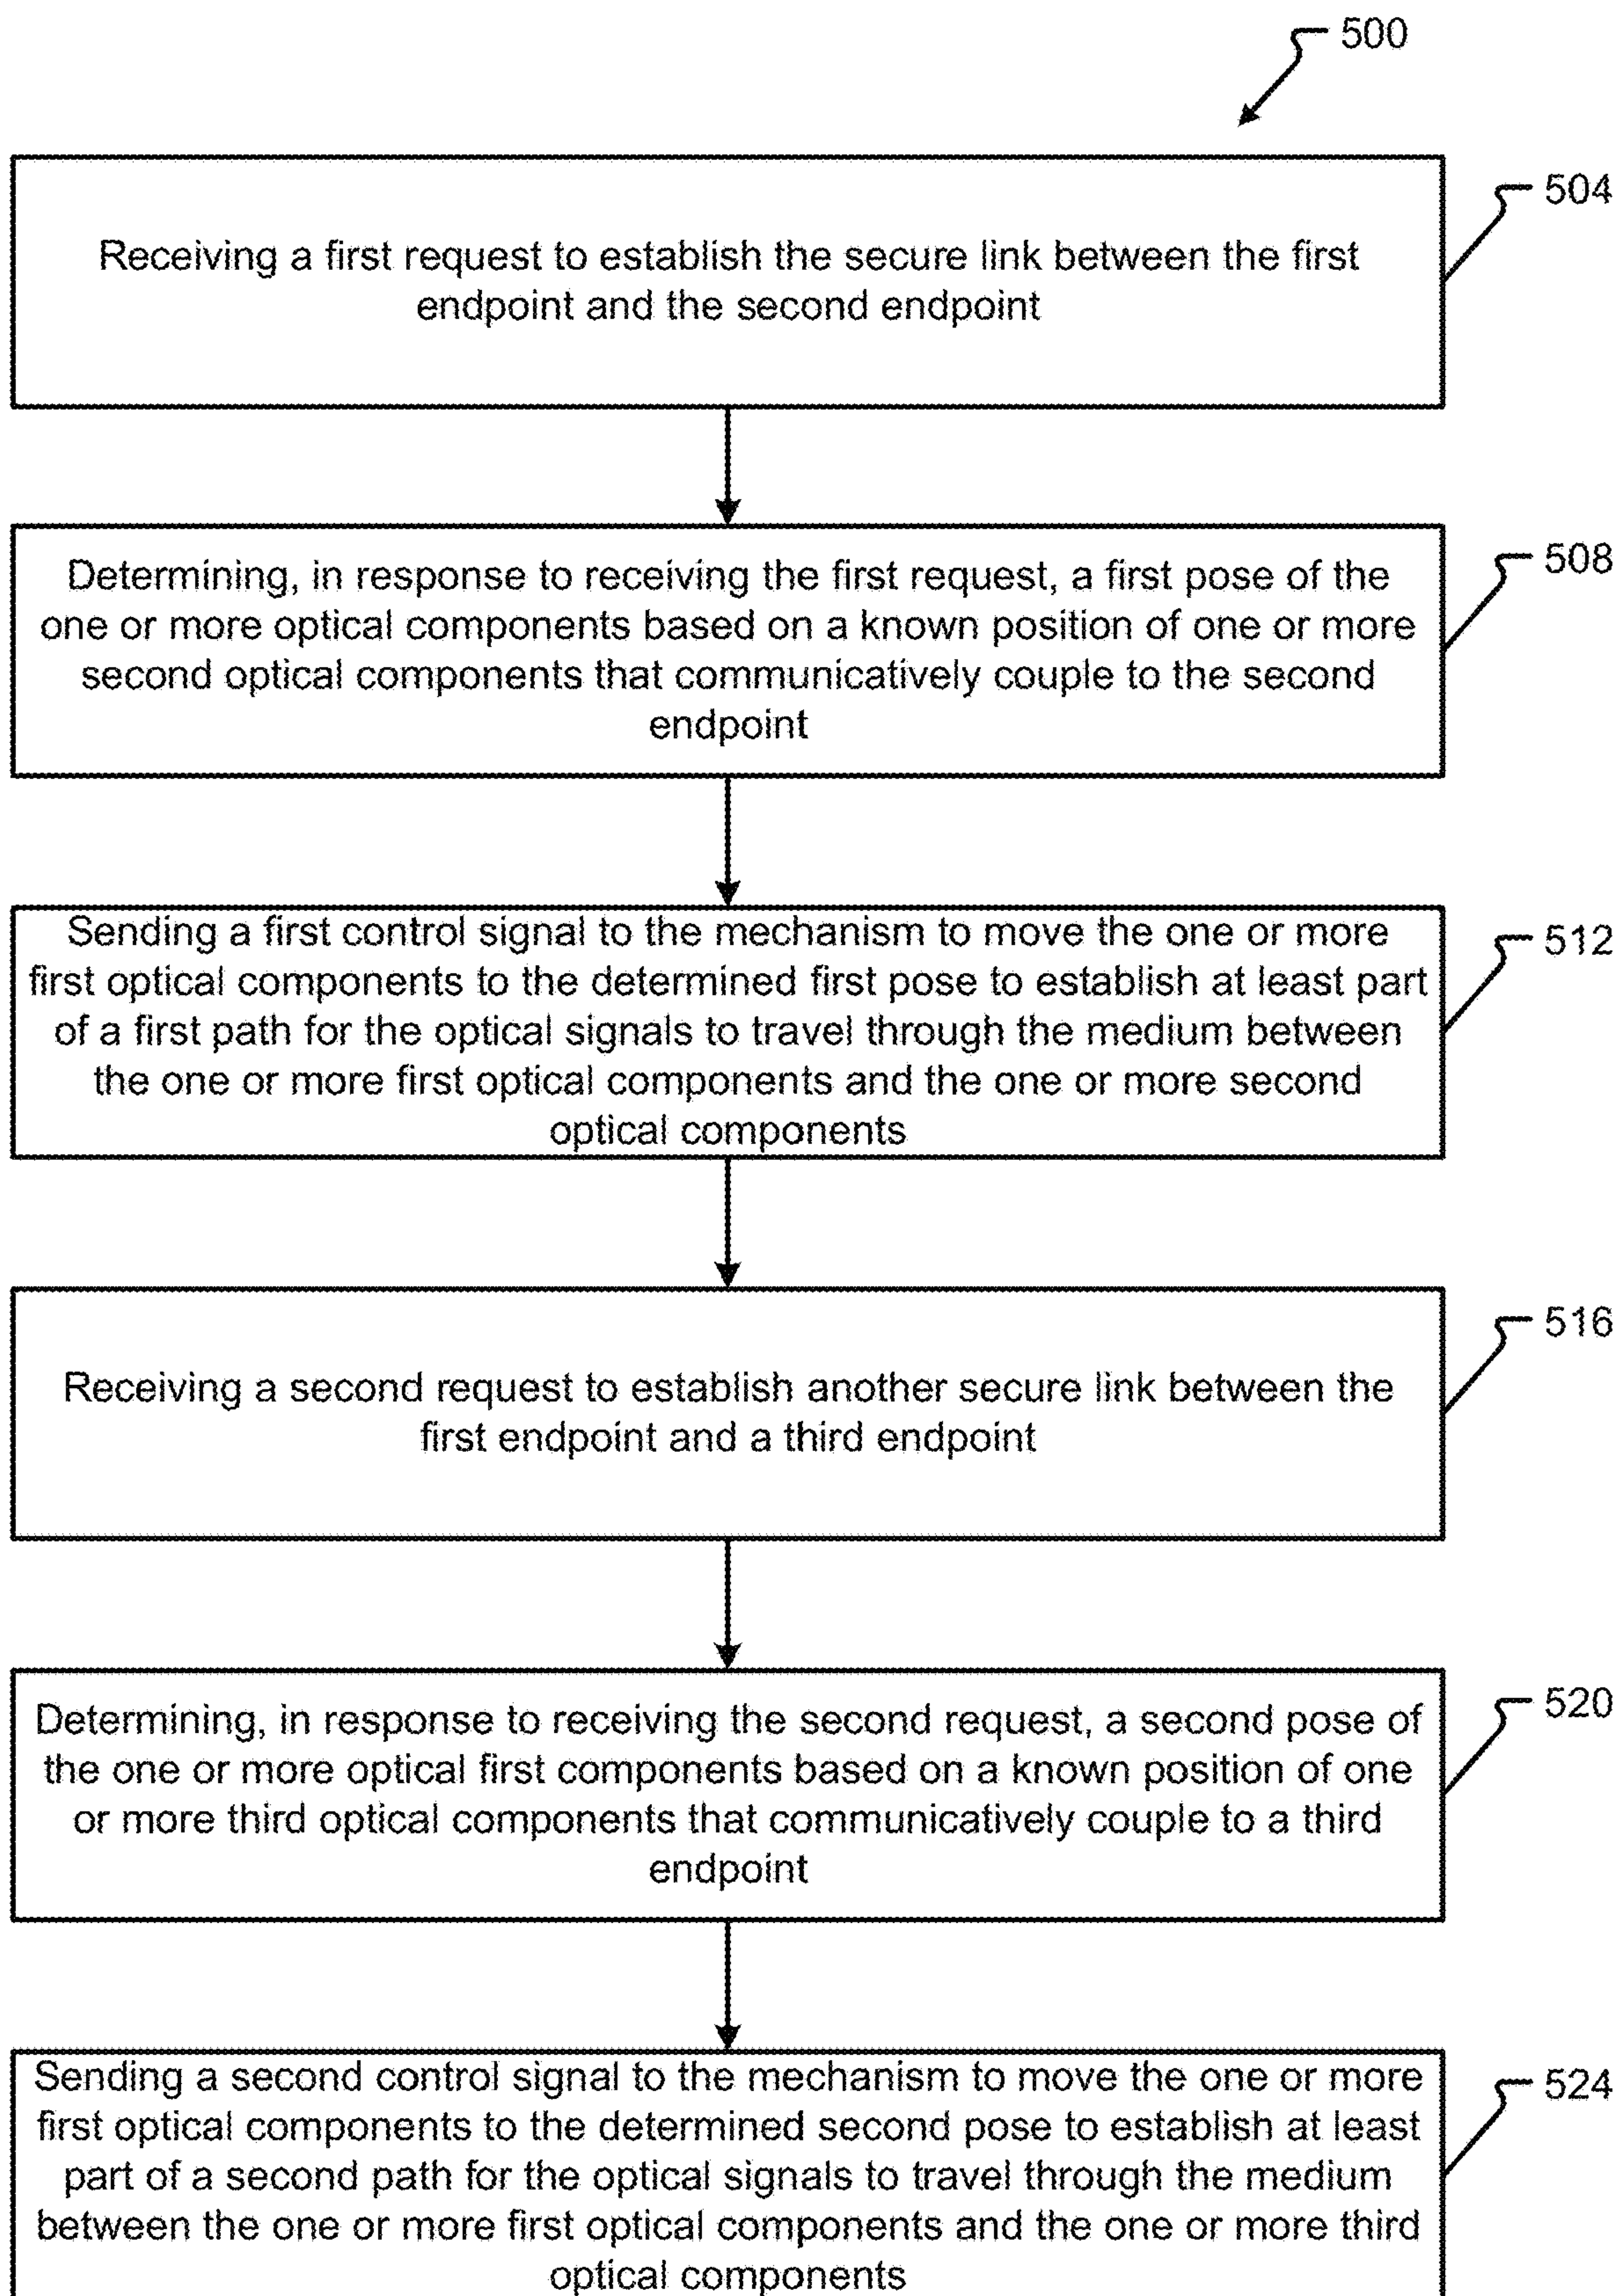 500
504
Receiving a first request to establish the secure link between the first
endpoint and the second endpoint
508
Determining, in response to receiving the first request, a first pose of the
one or more optical components based on a known position of one or more
second optical components that communicatively couple to the second
endpoint
512
Sending a first control signal to the mechanism to move the one or more
first optical components to the determined first pose to establish at least part
of a first path for the optical signals to travel through the medium between
the one or more first optical components and the one or more second
optical components
516
Receiving a second request to establish another secure link between the
first endpoint and a third endpoint
520
Determining, in response to receiving the second request, a second pose of
the one or more optical first components based on a known position of one
or more third optical components that communicatively couple to a third
endpoint
524
Sending a second control signal to the mechanism to move the one or more
first optical components to the determined second pose to establish at least
part of a second path for the optical signals to travel through the medium
between the one or more first optical components and the one or more third
optical components